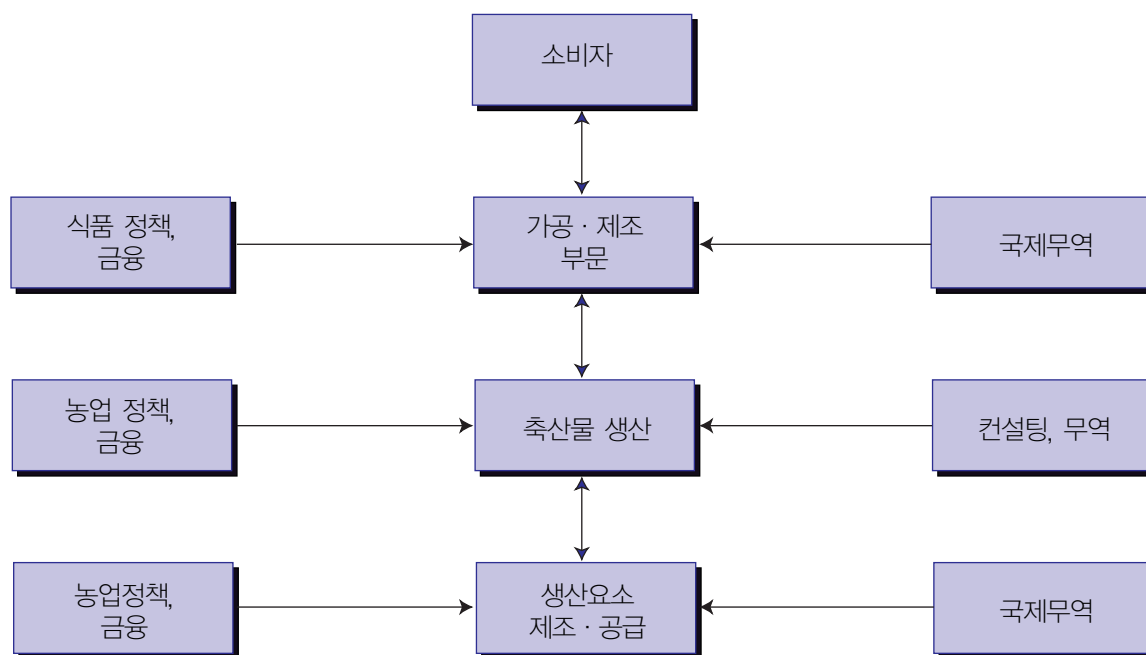 소비자
식품 정책,
금융
가공 · 제조
부문
국제무역
농업 정책,
금융
축산물 생산
컨설팅, 무역
농업정책,
금융
생산요소
제조 · 공급
국제무역